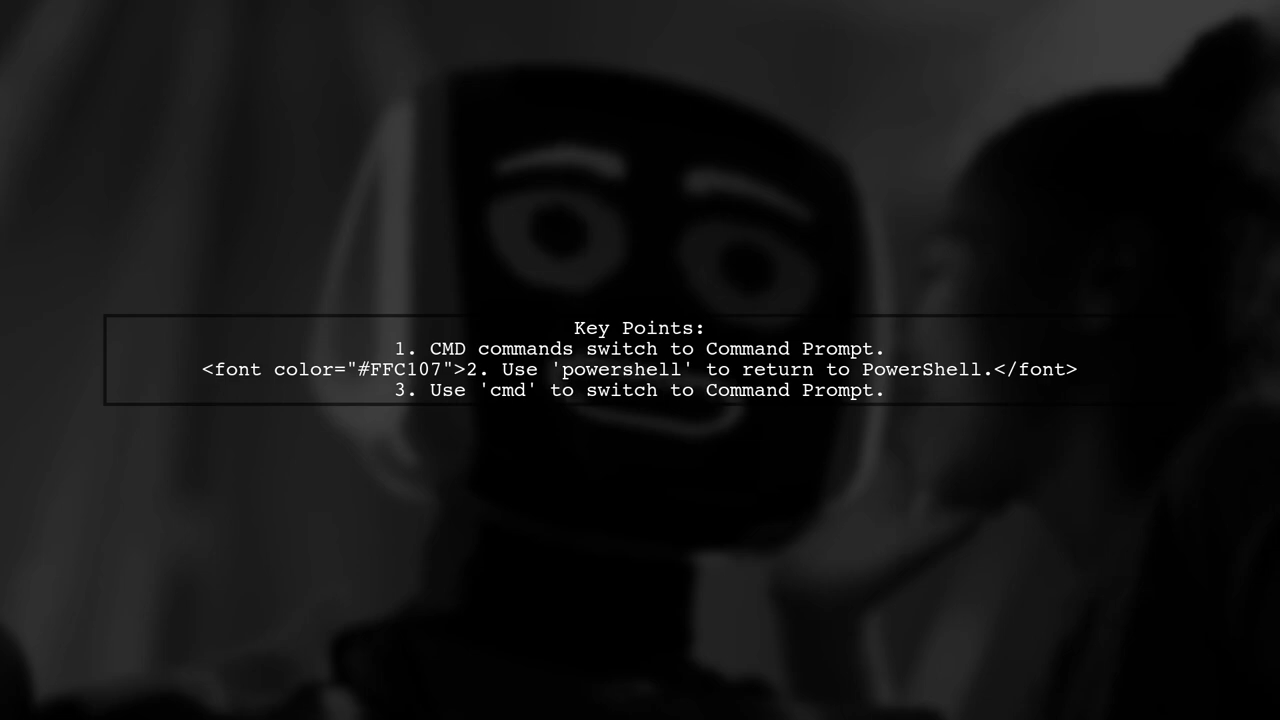 Key Points:
1. CMD commands switch to Command Prompt.
<font color="#FFC107">2. Use 'powershell' to return to PowerShell.</font>
3. Use 'cmd' to switch to Command Prompt.